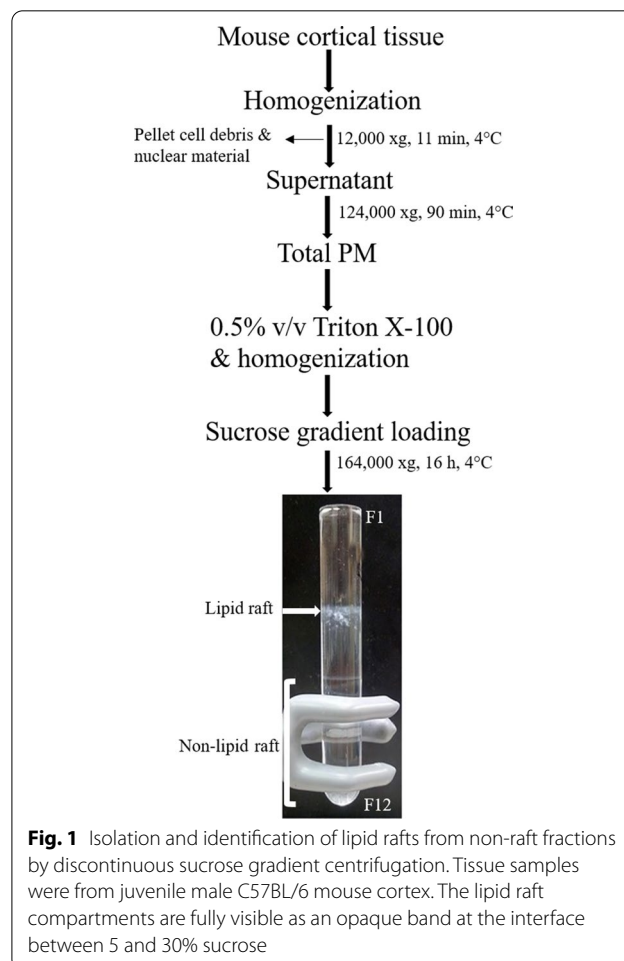 Mouse cortical tissue
Homogenization
Pellet cell debris &
nuclear material
12,000 xg, 11 min, 4°C
Supernatant
124,000 xg, 90 min, 4°C
Total PM
0.5% v/v Triton X-100
& homogenization
Sucrose gradient loading
164,000 xg, 16 h, 4°C
F1
Lipid raft
Non-lipid raft
F12
Fig. 1 Isolation and identification of lipid rafts from non-raft fractions
by discontinuous sucrose gradient centrifugation. Tissue samples
were from juvenile male C57BL/6 mouse cortex. The lipid raft
compartments are fully visible as an opaque band at the interface
between 5 and 30% sucrose